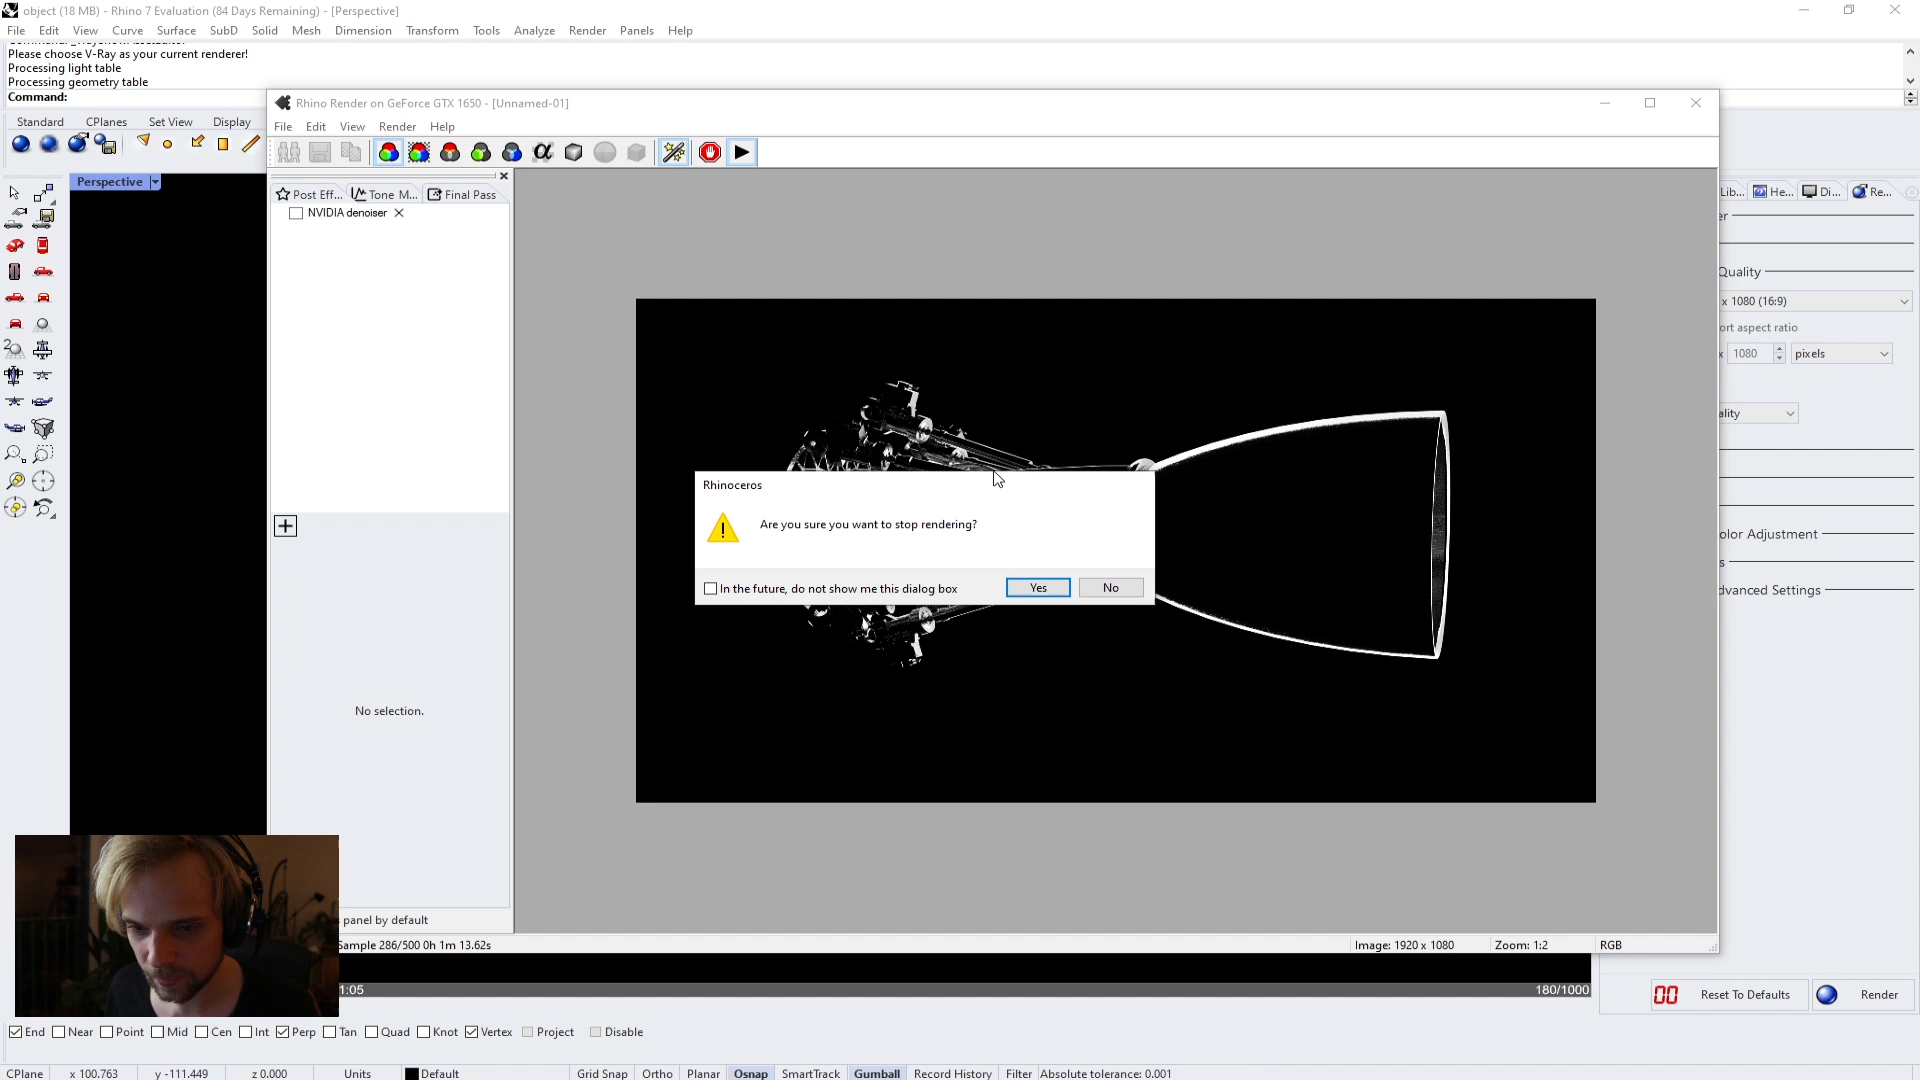 object (18 MB) - Rhino 7 Evaluation (84 Days Remaining) - [Perspective]
File Edit View Curve Surface SubD Solid Mesh Dimension Transform Tools Analyze Render Panels Help
Please choose V-Ray as your current renderer!
Processing light table
Processing geometry table
Command:
Rhino Render on GeForce GTX 1650 - [Unnamed-01]
Standard CPlanes Set View Display
File Edit View Render Help
α
Perspective
Post Eff... Tone M... Final Pass
Lib... He... Di... Re...
NVIDIA denoiser
er
Quality
x 1080 (16:9)
ort aspect ratio
x 1080 pixels
ality
2
Rhinoceros
Are you sure you want to stop rendering?
In the future, do not show me this dialog box Yes No
olor Adjustment
s
dvanced Settings
No selection.
panel by default
Sample 286/500 0h 1m 13.62s Image: 1920 x 1080 Zoom: 1:2 RGB
1:05 180/1000
Reset To Defaults Render
End Near Point Mid Cen Int Perp Tan Quad Knot Vertex Project Disable
CPlane x 100.763 y -111.449 z 0.000 Units Default Grid Snap Ortho Planar Osnap SmartTrack Gumball Record History Filter Absolute tolerance: 0.001